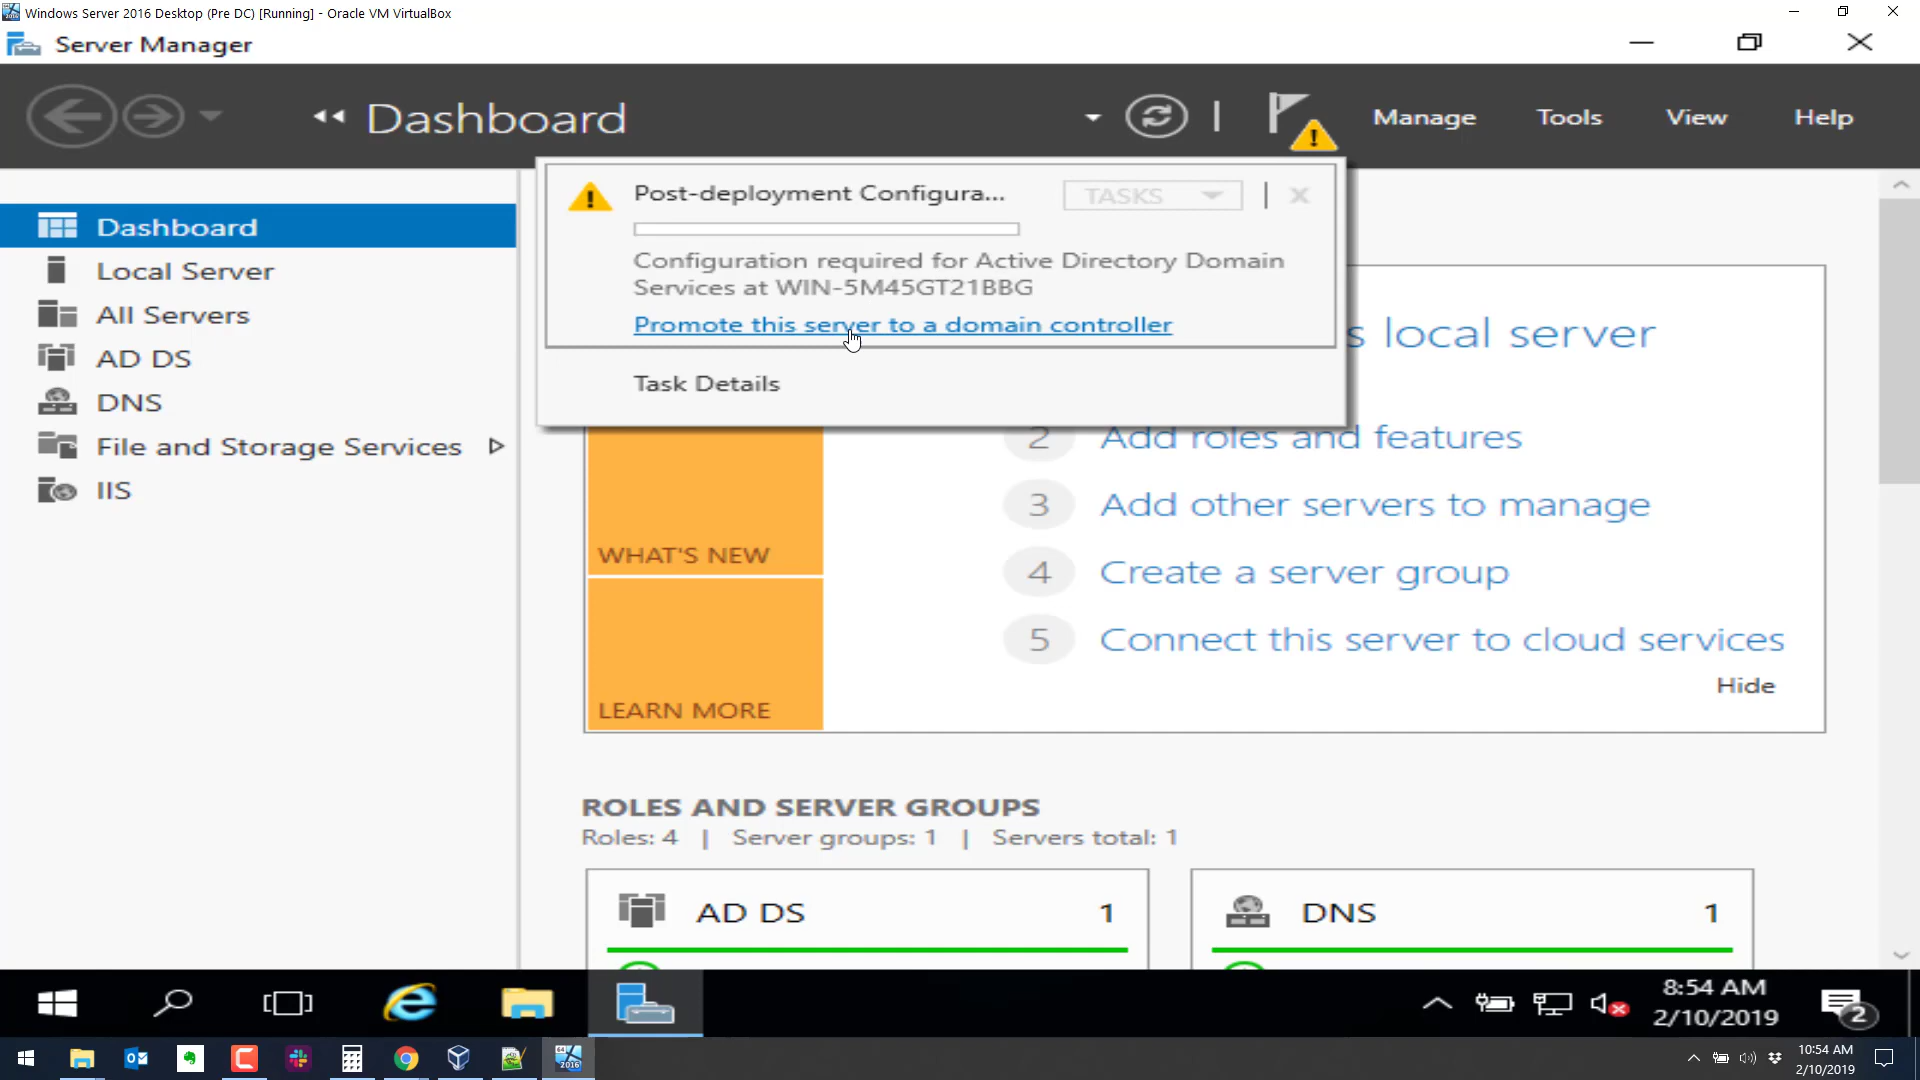 Windows Server 2016 Desktop (Pre DC) [Running] - Oracle VM VirtualBox
Server Manager
Dashboard
Manage
Tools
View
Help
Post-deployment Configura...
TASKS
Configuration required for Active Directory Domain
Services at WIN-5M45GT21BBG
Promote this server to a domain controller
Task Details
Dashboard
Local Server
All Servers
AD DS
DNS
File and Storage Services
IIS
s local server
2 Add roles and features
3 Add other servers to manage
4 Create a server group
5 Connect this server to cloud services
Hide
WHAT'S NEW
LEARN MORE
ROLES AND SERVER GROUPS
Roles: 4 | Server groups: 1 | Servers total: 1
AD DS 1
DNS 1
8:54 AM
2/10/2019
2
2016
10:54 AM
2/10/2019